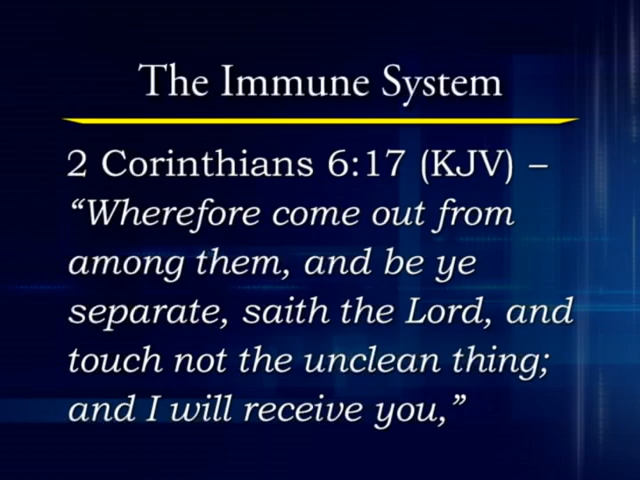 The Immune System
2 Corinthians 6:17 (KJV) –
“Wherefore come out from
among them, and be ye
separate, saith the Lord, and
touch not the unclean thing;
and I will receive you,”